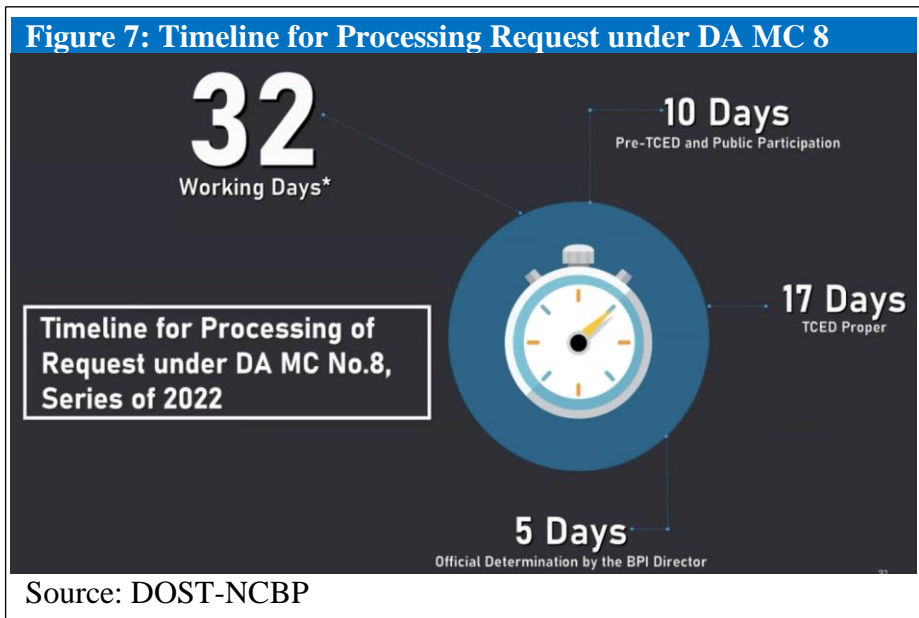 Figure 7: Timeline for Processing Request under DA MC 8
32
Working Days*
10 Days
Pre-TCED and Public Participation
17 Days
TCED Proper
Timeline for Processing of
Request under DA MC No.8,
Series of 2022
5 Days
Official Determination by the BPI Director
31
Source: DOST-NCBP